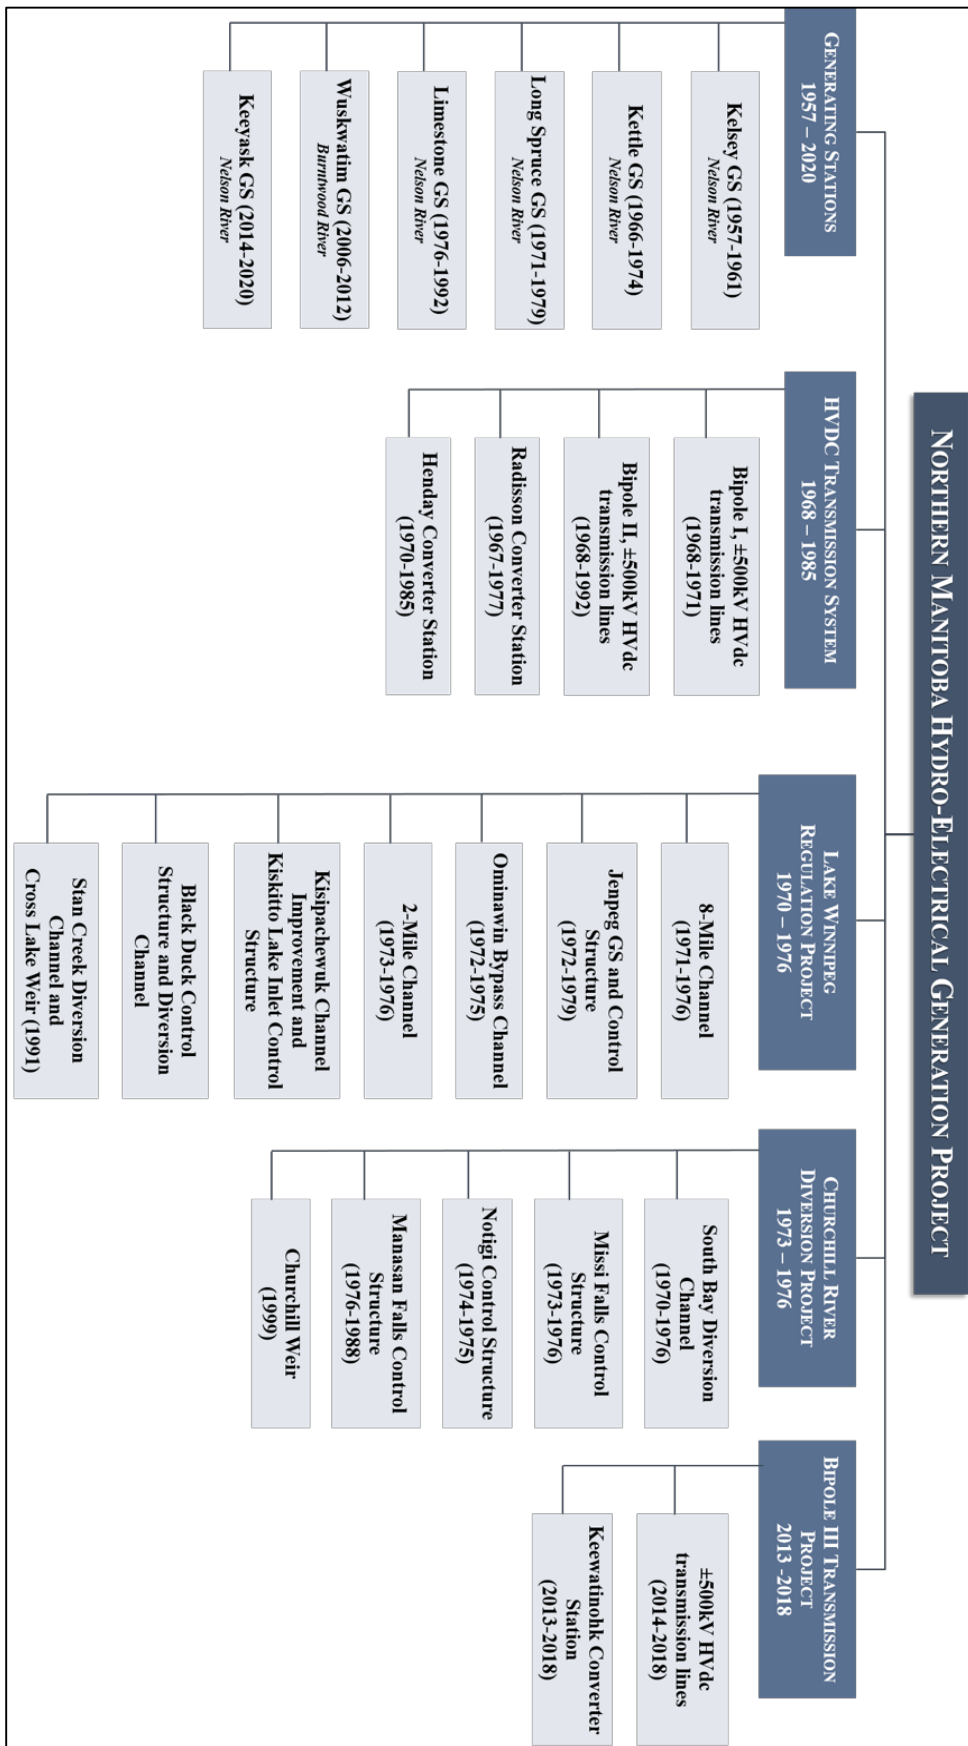 NORTHERN MANITOBA HYDRO-ELECTRICAL GENERATION PROJECT
GENERATING STATIONS
1957 – 2020
Kelsey GS (1957-1961)
Nelson River
Kettle GS (1966-1974)
Nelson River
Long Spruce GS (1971-1979)
Nelson River
Limestone GS (1976-1992)
Nelson River
Wuskwatim GS (2006-2012)
Burntwood River
Keeyask GS (2014-2020)
Nelson River
HVDC TRANSMISSION SYSTEM
1968 – 1985
Bipole I, ±500kV HVdc
transmission lines
(1968-1971)
Bipole II, ±500kV HVdc
transmission lines
(1968-1992)
Radisson Converter Station
(1967-1977)
Henday Converter Station
(1970-1985)
LAKE WINNIPEG
REGULATION PROJECT
1970 – 1976
8-Mile Channel
(1971-1976)
Jenpeg GS and Control
Structure
(1972-1979)
Ominawin Bypass Channel
(1972-1975)
2-Mile Channel
(1973-1976)
Kisipachewuk Channel
Improvement and
Kiskitto Lake Inlet Control
Structure
Black Duck Control
Structure and Diversion
Channel
Stan Creek Diversion
Channel and
Cross Lake Weir (1991)
CHURCHILL RIVER
DIVERSION PROJECT
1973 – 1976
South Bay Diversion
Channel
(1970-1976)
Missi Falls Control
Structure
(1973-1976)
Notigi Control Structure
(1974-1975)
Manasan Falls Control
Structure
(1976-1988)
Churchill Weir
(1999)
BIPOLE III TRANSMISSION
PROJECT
2013 -2018
±500kV HVdc
transmission lines
(2014-2018)
Keewatinohk Converter
Station
(2013-2018)